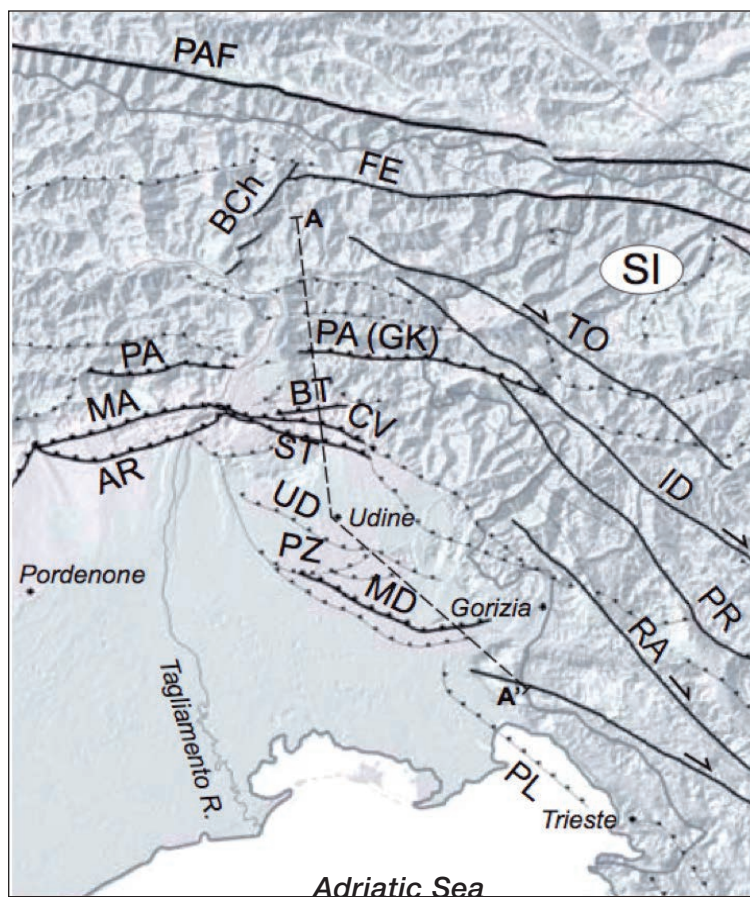 PAF
FE
BCh
A
SI
TO
PA (GK)
PA
BT
MA
CV
ST
AR
ID
UD
Udine
PZ
Pordenone
MD
Gorizia
PR
RA
A'
Tagliamento R.
PL
Trieste
Adriatic Sea